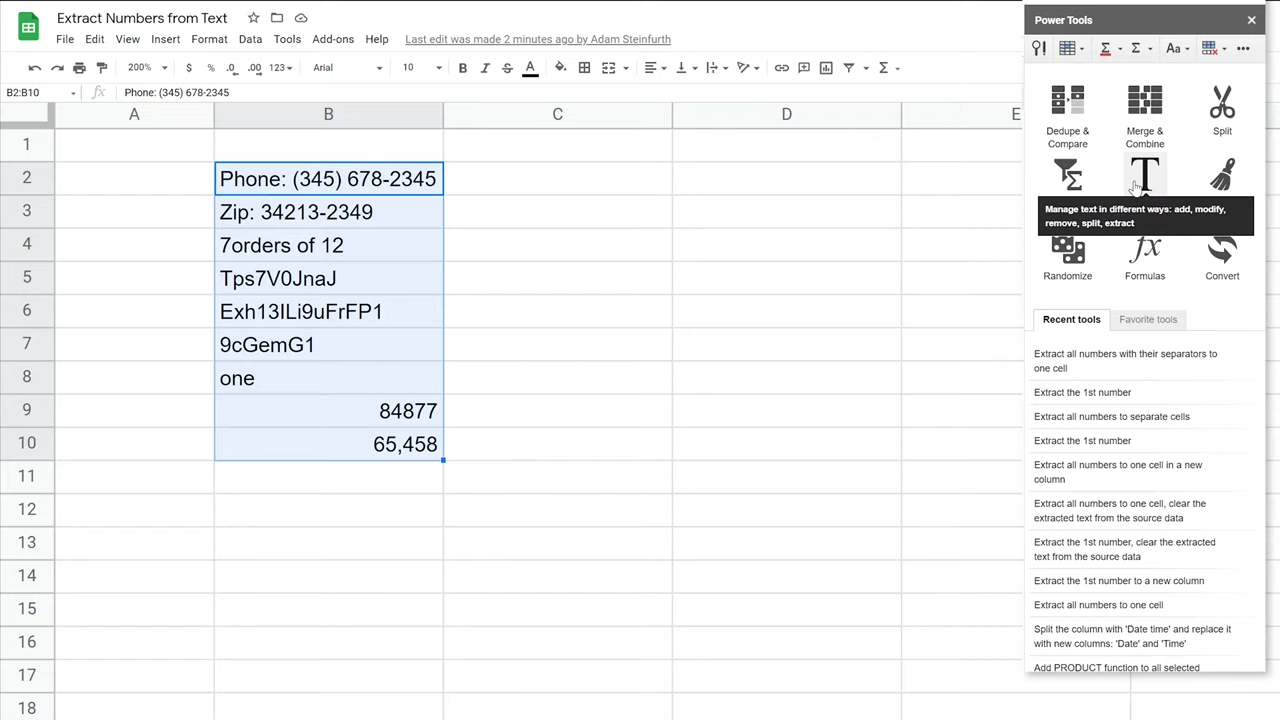 Extract Numbers from Text
Power Tools
File Edit View Insert Format Data Tools Add-ons Help Last edit was made 2 minutes ago by Adam Steinfurth
200% $ % .0 .00 123 Arial 10 B I S A Σ
Σ Σ Aa
B2:B10 fx Phone: (345) 678-2345
A B C D E
1
2 Phone: (345) 678-2345
3 Zip: 34213-2349
4 7orders of 12
5 Tps7V0JnaJ
6 Exh13ILi9uFrFP1
7 9cGemG1
8 one
9 84877
10 65,458
11
12
13
14
15
16
17
18
Dedupe & Compare
Merge & Combine
Split
Σ T
Manage text in different ways: add, modify,
remove, split, extract
fx
Randomize Formulas Convert
Recent tools Favorite tools
Extract all numbers with their separators to
one cell
Extract the 1st number
Extract all numbers to separate cells
Extract the 1st number
Extract all numbers to one cell in a new
column
Extract all numbers to one cell, clear the
extracted text from the source data
Extract the 1st number, clear the extracted
text from the source data
Extract the 1st number to a new column
Extract all numbers to one cell
Split the column with 'Date time' and replace it
with new columns: 'Date' and 'Time'
Add PRODUCT function to all selected